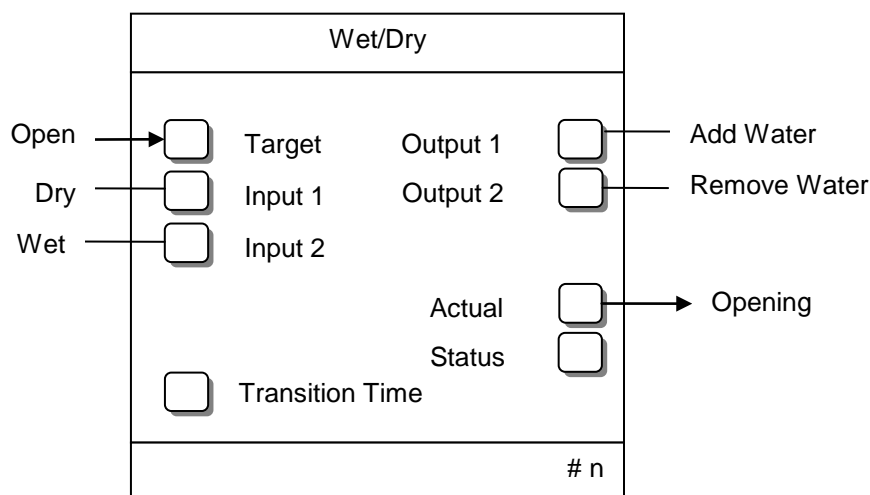 Wet/Dry
Open Target Output 1 Add Water
Dry Input 1 Output 2 Remove Water
Wet Input 2
Actual Opening
Status
Transition Time
# n